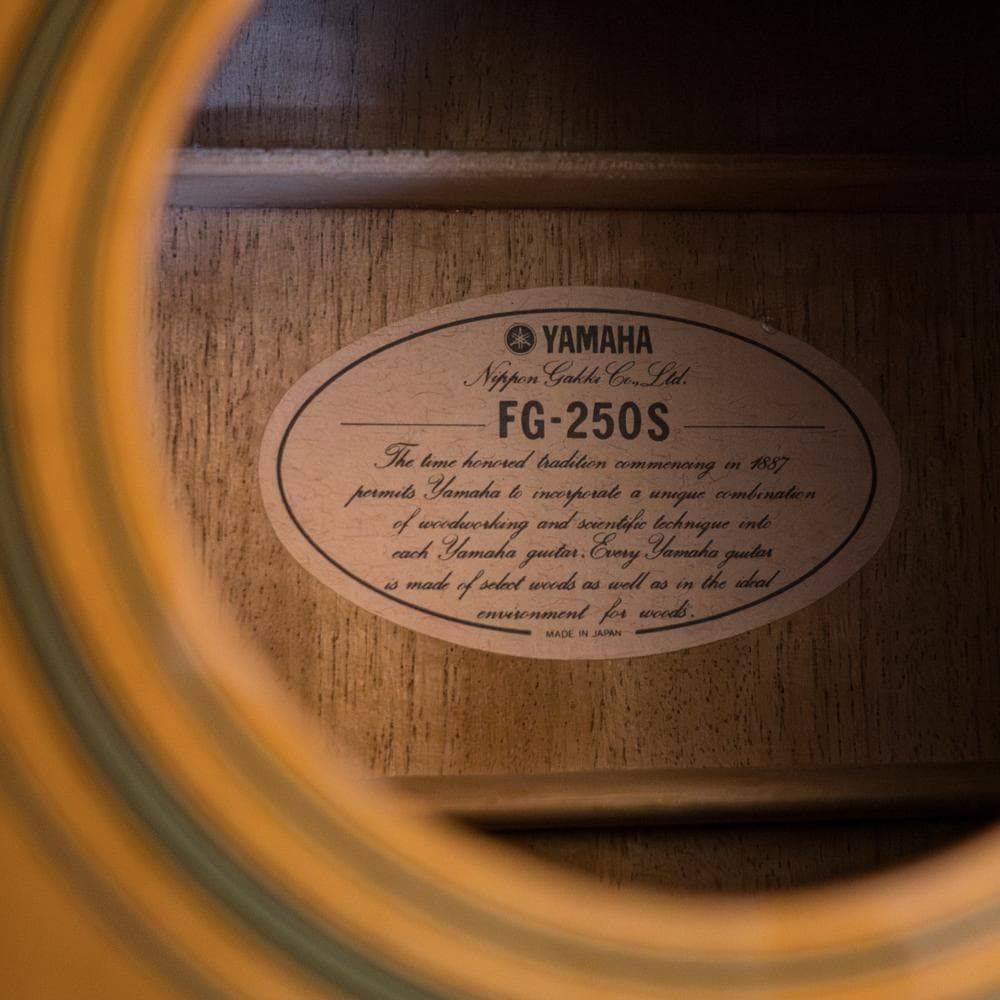 YAMAHA
Nippon Gakki Co., Ltd.
FG-250S
The time honored tradition commencing in 1887
permits Yamaha to incorporate a unique combination
of woodworking and scientific technique into
each Yamaha guitar. Every Yamaha guitar
is made of select woods as well as in the ideal
environment for woods.
MADE IN JAPAN